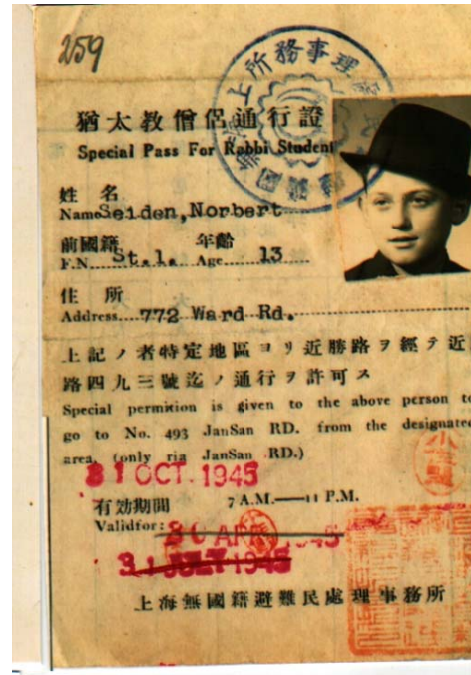 259
猶太教僧侶通行證
Special Pass For Rabbi Student
姓 名
Name Seiden, Norbert
前國籍 年齡
F.N. St.l. Age 13
住 所
Address 772 Ward Rd.
上記ノ者特定地區ヨリ近勝路ヲ經テ近
路四九三號迄ノ通行ヲ許可ス
Special permition is given to the above person to
go to No. 493 JanSan RD. from the designated
area. (only via JanSan RD.)
31 OCT. 1945
有効期間 7 A.M.——11 P.M.
Validfor:
30 APR 45
31 JULY 1945
上海無國籍避難民處理事務所